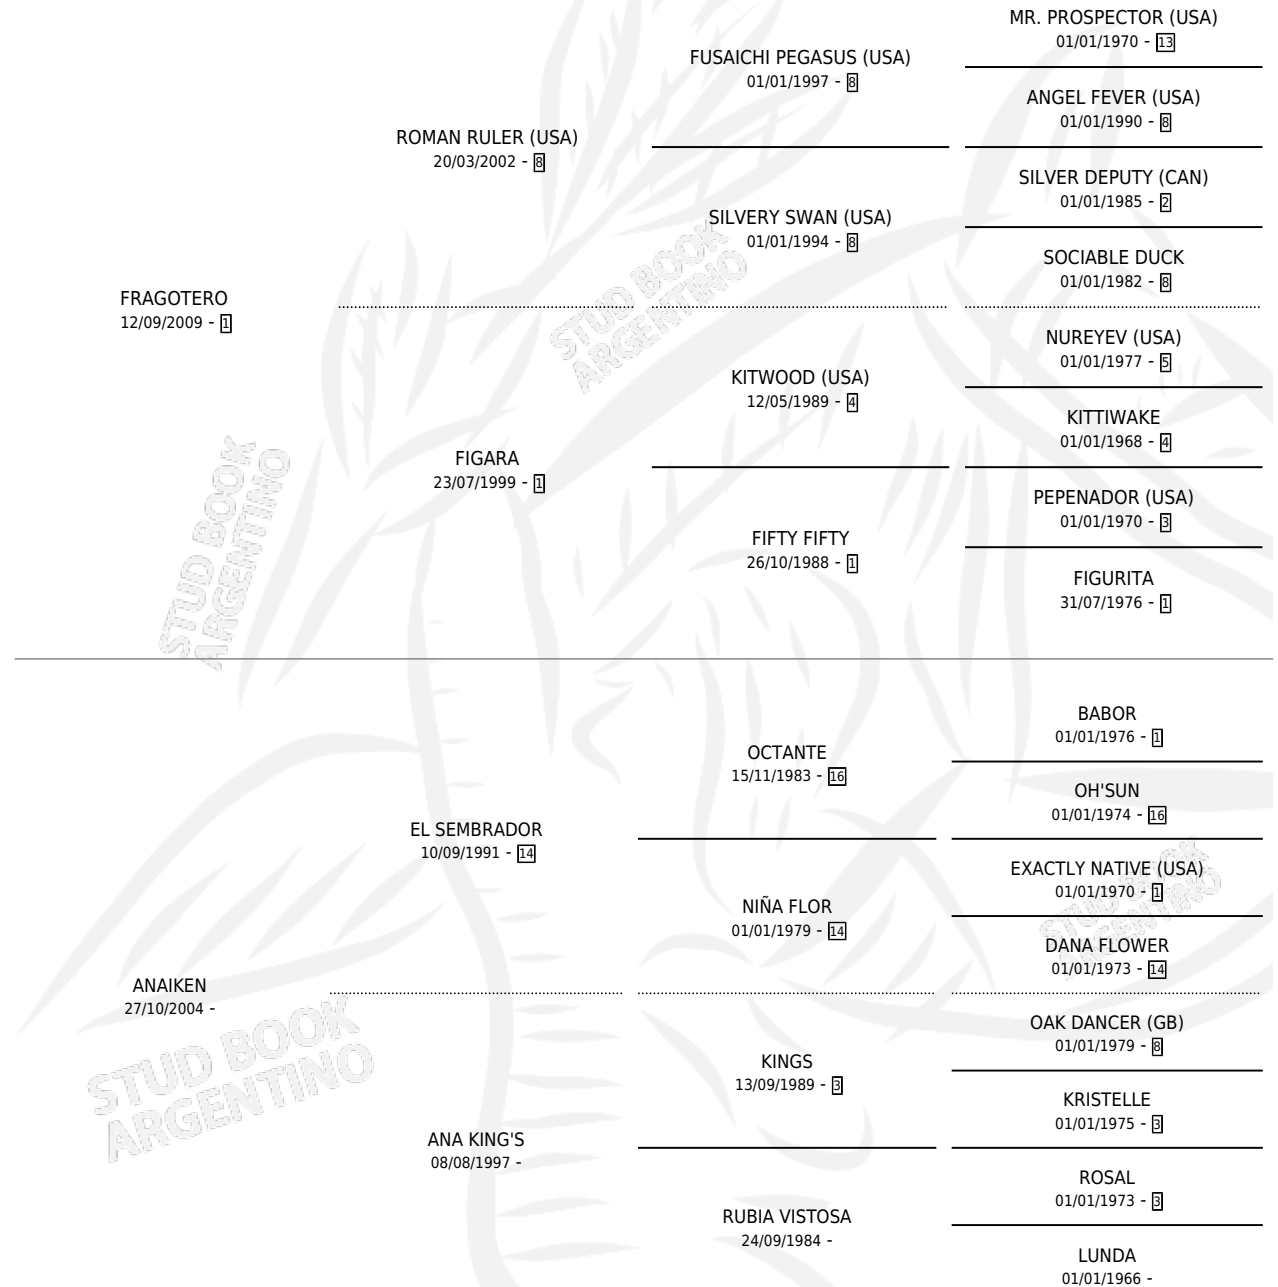 MR. PROSPECTOR (USA)
01/01/1970 - 13
FUSAICHI PEGASUS (USA)
01/01/1997 - 8
ANGEL FEVER (USA)
01/01/1990 - 8
ROMAN RULER (USA)
20/03/2002 - 8
SILVER DEPUTY (CAN)
01/01/1985 - 2
SILVERY SWAN (USA)
01/01/1994 - 8
SOCIABLE DUCK
01/01/1982 - 8
FRAGOTERO
12/09/2009 - 1
STUD BOOK
ARGENTINO
NUREYEV (USA)
01/01/1977 - 5
KITWOOD (USA)
12/05/1989 - 4
KITTIWAKE
01/01/1968 - 4
FIGARA
23/07/1999 - 1
PEPENADOR (USA)
01/01/1970 - 3
FIFTY FIFTY
26/10/1988 - 1
FIGURITA
31/07/1976 - 1
STUD BOOK
ARGENTINO
BABOR
01/01/1976 - 1
OCTANTE
15/11/1983 - 16
OH'SUN
01/01/1974 - 16
EL SEMBRADOR
10/09/1991 - 14
EXACTLY NATIVE (USA)
01/01/1970 - 1
NIÑA FLOR
01/01/1979 - 14
STUD BOOK
ARGENTINO
DANA FLOWER
01/01/1973 - 14
ANAIKEN
27/10/2004 -
OAK DANCER (GB)
01/01/1979 - 8
KINGS
13/09/1989 - 3
KRISTELLE
01/01/1975 - 3
STUD BOOK
ARGENTINO
ANA KING'S
08/08/1997 -
ROSAL
01/01/1973 - 3
RUBIA VISTOSA
24/09/1984 -
LUNDA
01/01/1966 -